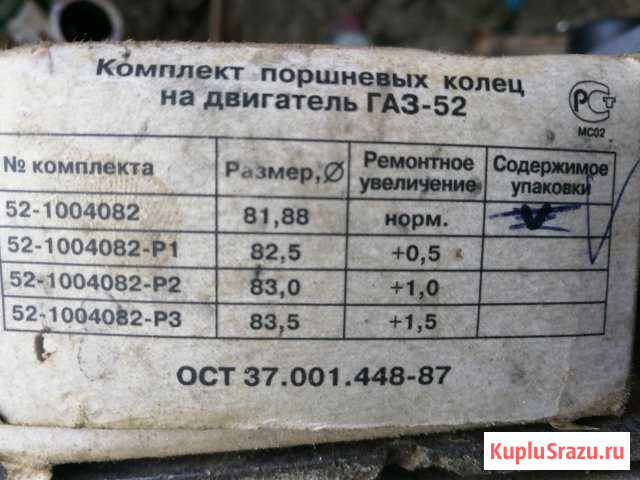 Комплект поршневых колец
на двигатель ГАЗ-52
РСТ
МС02
№ комплекта Размер,Ø Ремонтное увеличение Содержимое упаковки
52-1004082 81,88 норм.
52-1004082-Р1 82,5 +0,5
52-1004082-Р2 83,0 +1,0
52-1004082-Р3 83,5 +1,5
ОСТ 37.001.448-87
KupluSrazu.ru